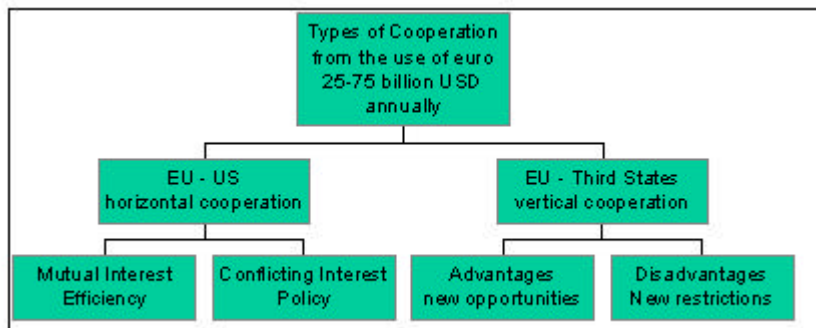 Types of Cooperation
from the use of euro
25-75 billion USD
annually
EU - US
horizontal cooperation
EU - Third States
vertical cooperation
Mutual Interest
Efficiency
Conflicting Interest
Policy
Advantages
new opportunities
Disadvantages
New restrictions